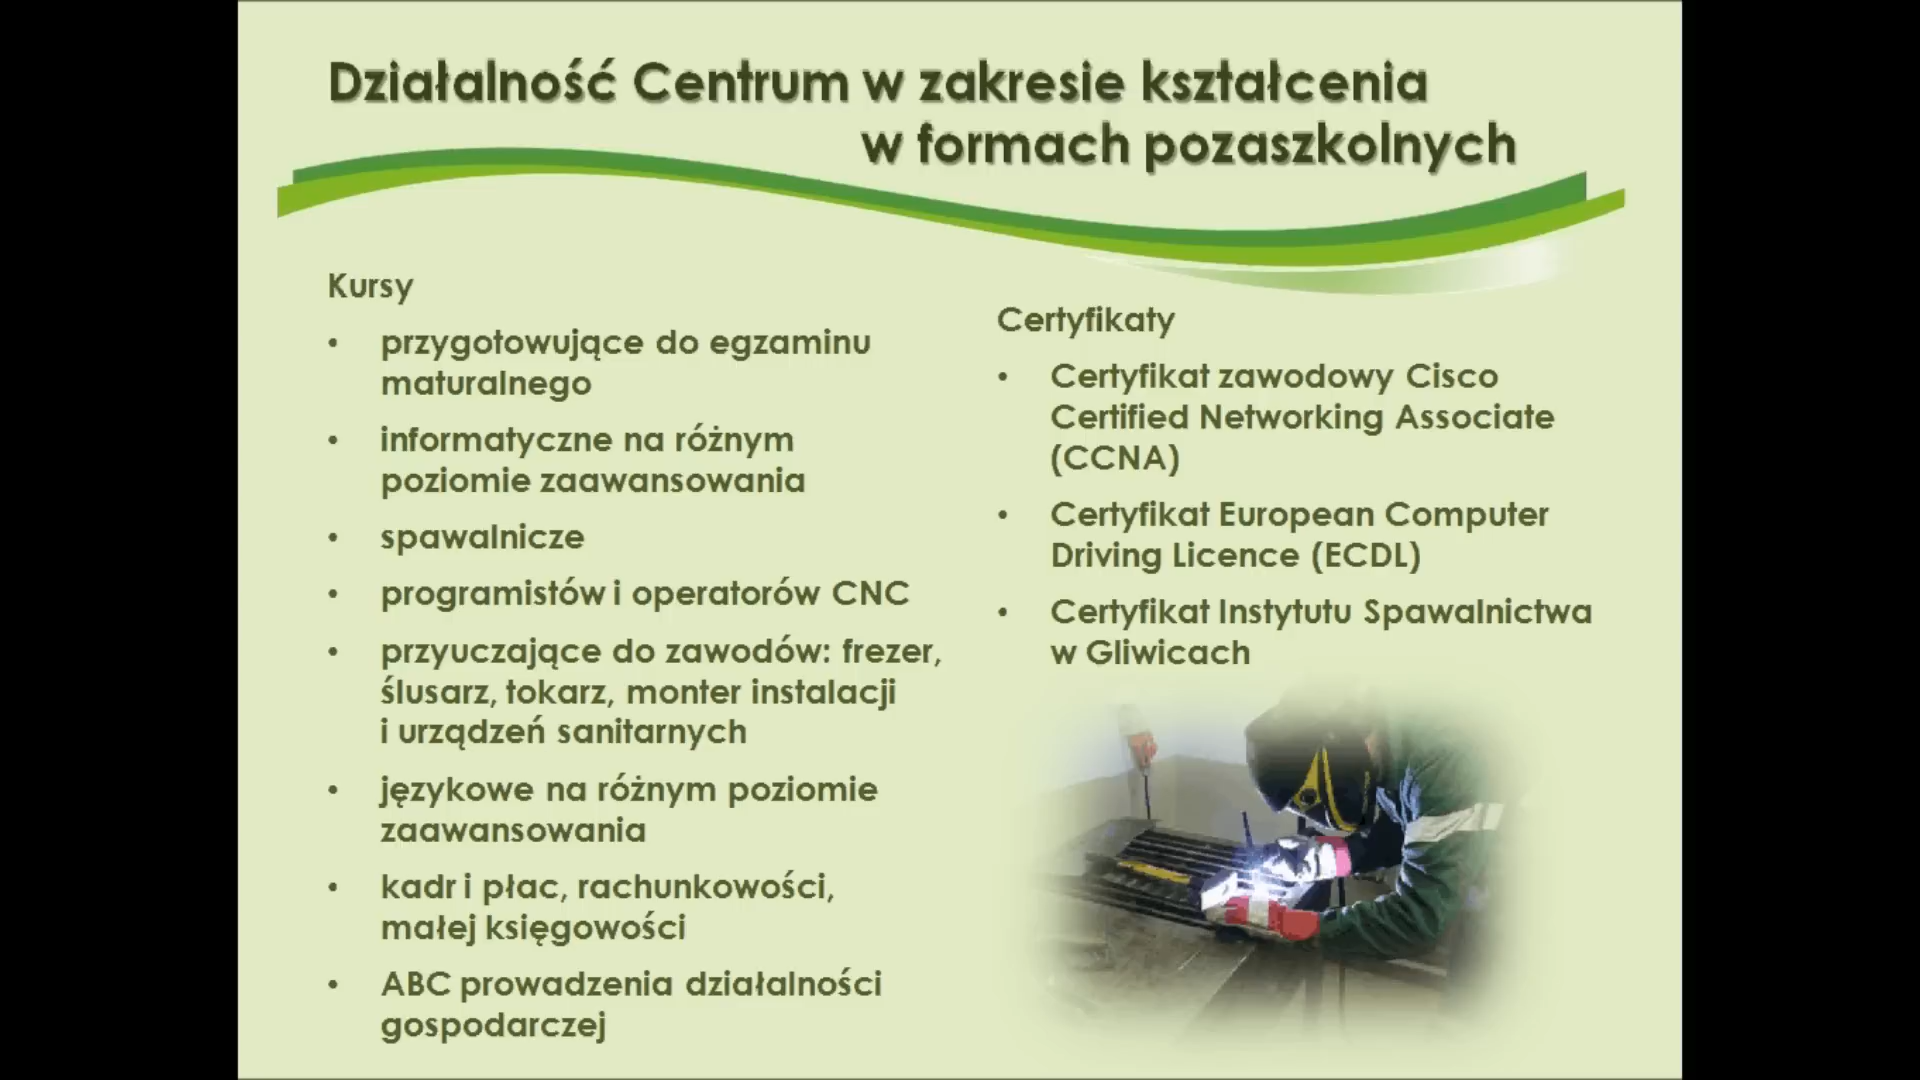 Działalność Centrum w zakresie kształcenia
w formach pozaszkolnych
Kursy
• przygotowujące do egzaminu
maturalnego
• informatyczne na różnym
poziomie zaawansowania
• spawalnicze
• programistów i operatorów CNC
• przyuczające do zawodów: frezer,
ślusarz, tokarz, monter instalacji
i urządzeń sanitarnych
• językowe na różnym poziomie
zaawansowania
• kadr i płac, rachunkowości,
małej księgowości
• ABC prowadzenia działalności
gospodarczej
Certyfikaty
• Certyfikat zawodowy Cisco
Certified Networking Associate
(CCNA)
• Certyfikat European Computer
Driving Licence (ECDL)
• Certyfikat Instytutu Spawalnictwa
w Gliwicach